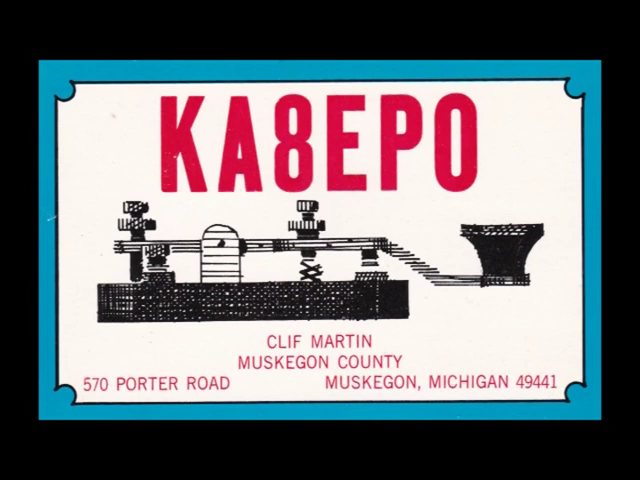 KA8EPO
CLIF MARTIN
MUSKEGON COUNTY
570 PORTER ROAD MUSKEGON, MICHIGAN 49441